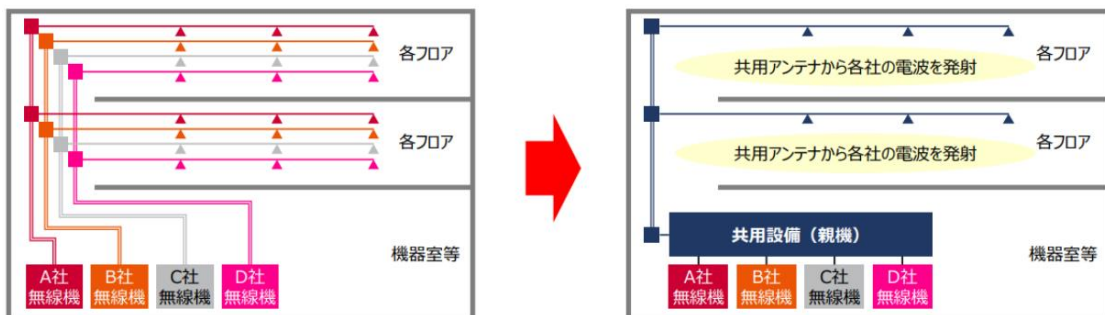 各フロア
各フロア
機器室等
A社
無線機
B社
無線機
C社
無線機
D社
無線機
共用アンテナから各社の電波を発射
各フロア
共用アンテナから各社の電波を発射
各フロア
共用設備（親機）
機器室等
A社
無線機
B社
無線機
C社
無線機
D社
無線機